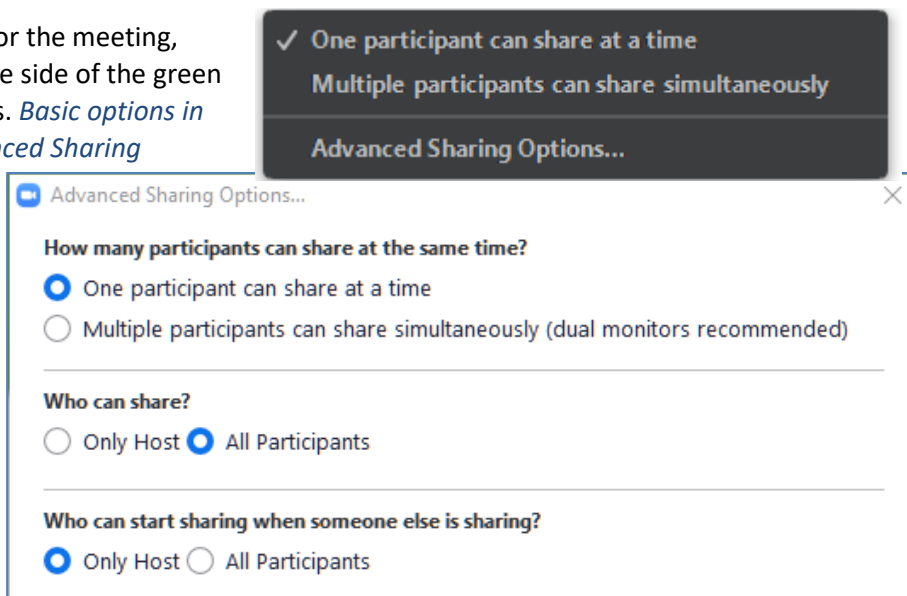 or the meeting,
e side of the green
s. Basic options in
nced Sharing
✓ One participant can share at a time
Multiple participants can share simultaneously
Advanced Sharing Options...
Advanced Sharing Options...
How many participants can share at the same time?
One participant can share at a time
Multiple participants can share simultaneously (dual monitors recommended)
Who can share?
Only Host All Participants
Who can start sharing when someone else is sharing?
Only Host All Participants